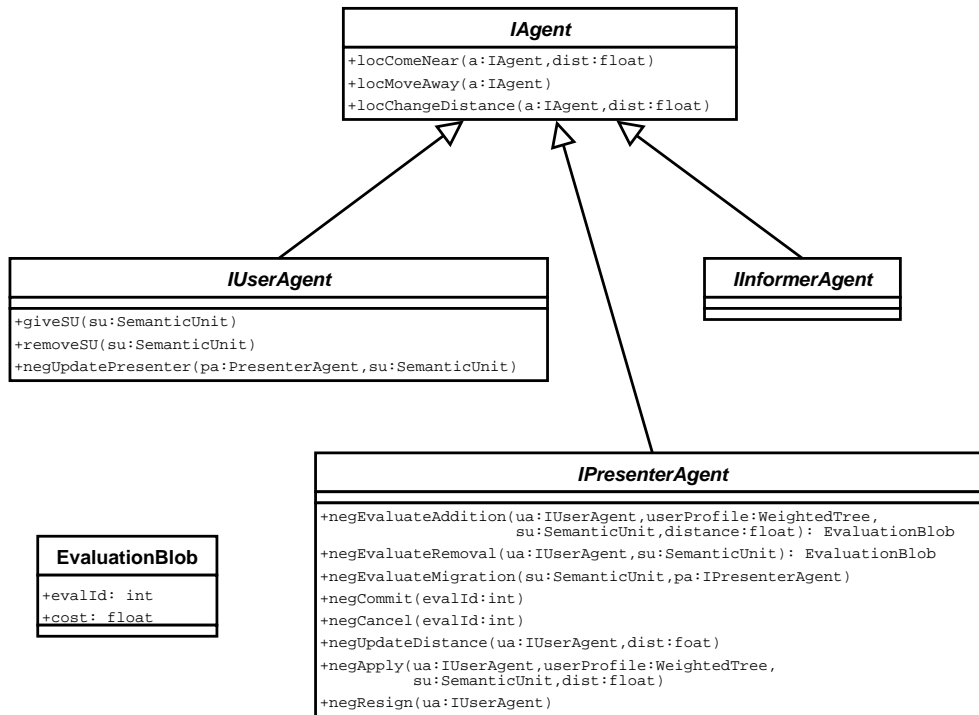 IAgent
+locComeNear(a:IAgent,dist:float)
+locMoveAway(a:IAgent)
+locChangeDistance(a:IAgent,dist:float)
IUserAgent
+giveSU(su:SemanticUnit)
+removeSU(su:SemanticUnit)
+negUpdatePresenter(pa:PresenterAgent,su:SemanticUnit)
IInformerAgent
IPresenterAgent
+negEvaluateAddition(ua:IUserAgent,userProfile:WeightedTree,
su:SemanticUnit,distance:float): EvaluationBlob
+negEvaluateRemoval(ua:IUserAgent,su:SemanticUnit): EvaluationBlob
+negEvaluateMigration(su:SemanticUnit,pa:IPresenterAgent)
+negCommit(evalId:int)
+negCancel(evalId:int)
+negUpdateDistance(ua:IUserAgent,dist:foat)
+negApply(ua:IUserAgent,userProfile:WeightedTree,
su:SemanticUnit,dist:float)
+negResign(ua:IUserAgent)
EvaluationBlob
+evalId: int
+cost: float